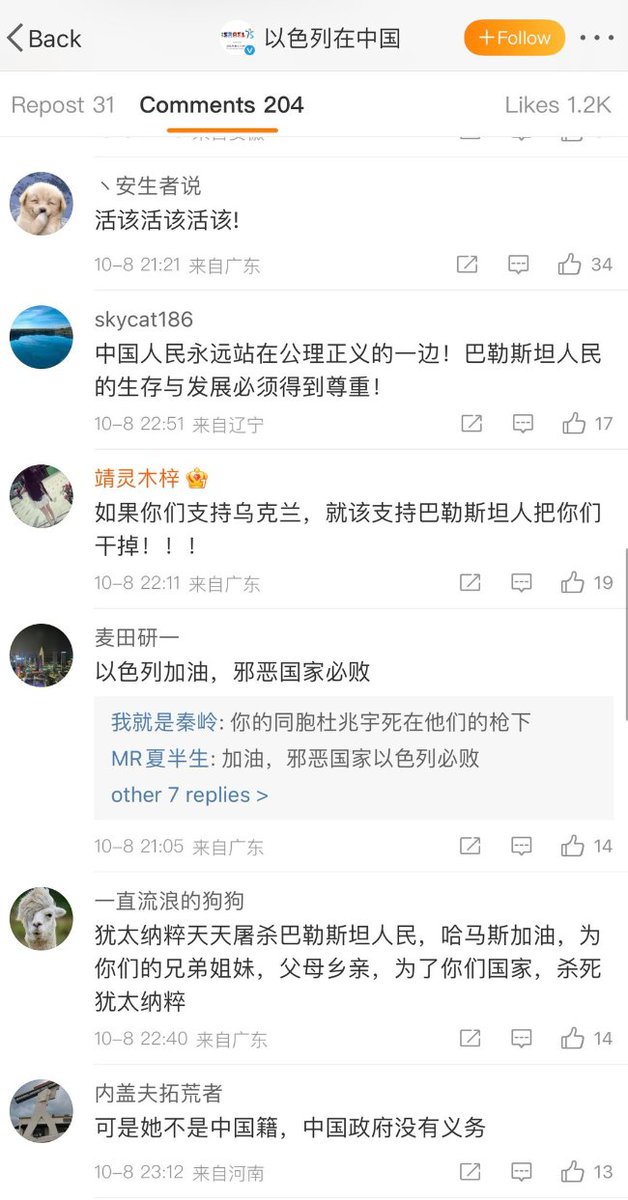 Back
ISRAEL 75
以色列在中国
+Follow
Repost 31
Comments 204
Likes 1.2K
丶安生者说
活该活该活该!
10-8 21:21 来自广东
34
skycat186
中国人民永远站在公理正义的一边！巴勒斯坦人民
的生存与发展必须得到尊重！
10-8 22:51 来自辽宁
17
靖灵木梓
如果你们支持乌克兰，就该支持巴勒斯坦人把你们
干掉！！！
10-8 22:11 来自广东
19
麦田研一
以色列加油，邪恶国家必败
我就是秦岭: 你的同胞杜兆宇死在他们的枪下
MR夏半生: 加油，邪恶国家以色列必败
other 7 replies >
10-8 21:05 来自广东
14
一直流浪的狗狗
犹太纳粹天天屠杀巴勒斯坦人民，哈马斯加油，为
你们的兄弟姐妹，父母乡亲，为了你们国家，杀死
犹太纳粹
10-8 22:40 来自广东
14
内盖夫拓荒者
可是她不是中国籍，中国政府没有义务
10-8 23:12 来自河南
13